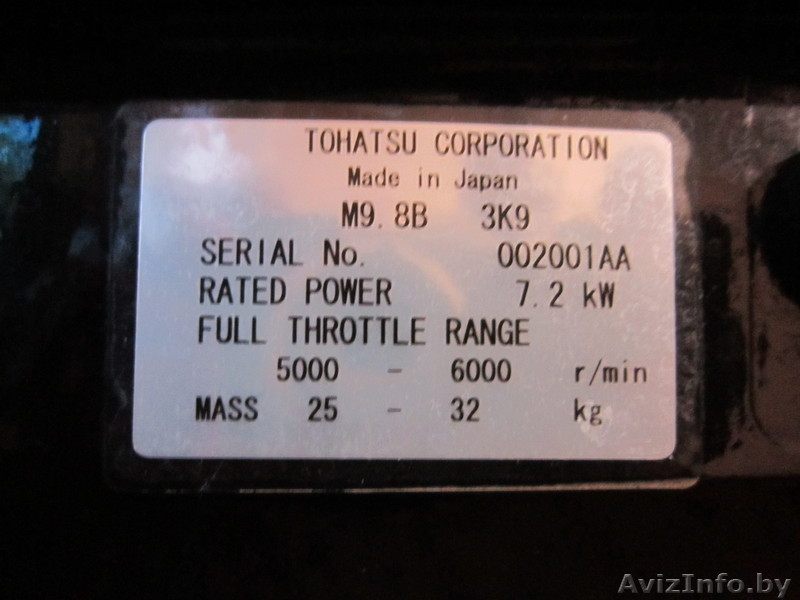 TOHATSU CORPORATION
Made in Japan
M9.8B 3K9
SERIAL No. 002001AA
RATED POWER 7.2 kW
FULL THROTTLE RANGE
5000 - 6000 r/min
MASS 25 - 32 kg
AvizInfo.by